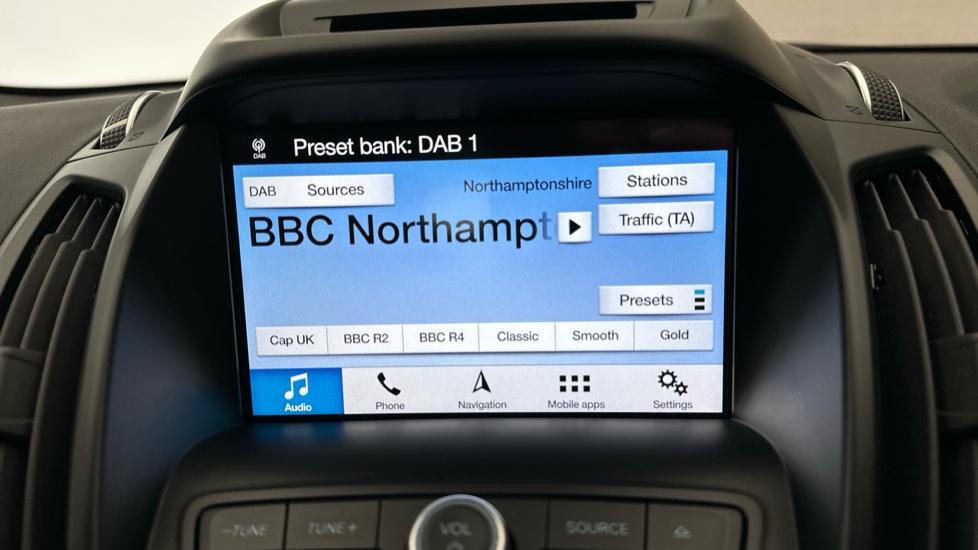 DAB Preset bank: DAB 1
DAB Sources Northamptonshire Stations
BBC Northampt Traffic (TA)
Presets
Cap UK BBC R2 BBC R4 Classic Smooth Gold
Audio Phone Navigation Mobile apps Settings
-TUNE TUNE+ VOL SOURCE